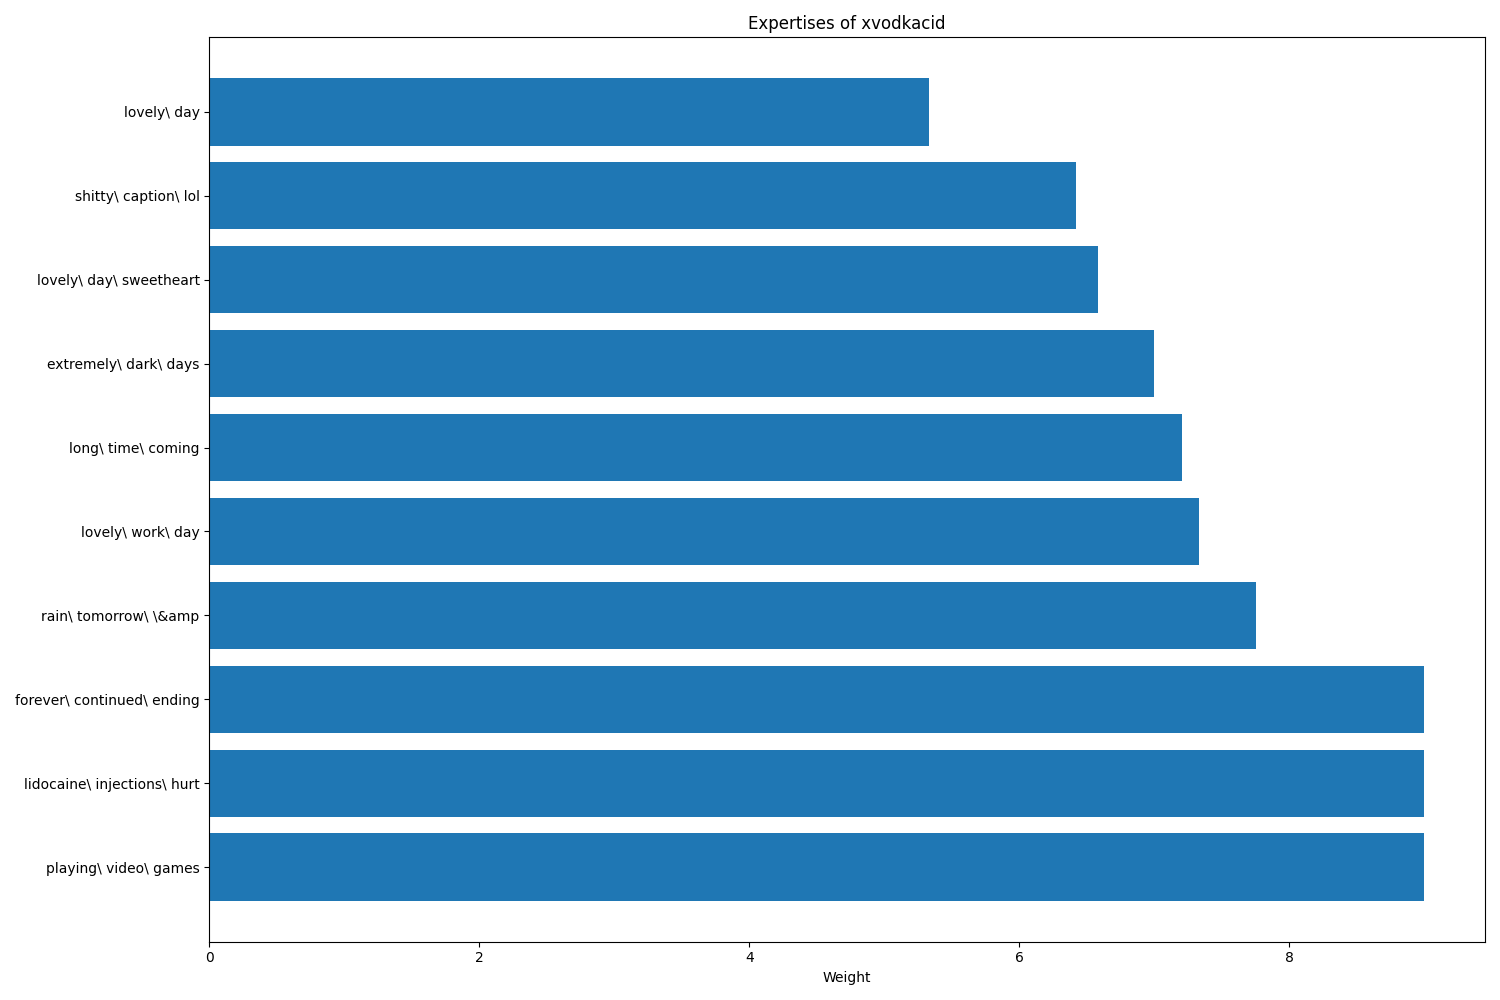 Expertises of xvodkacid
lovely\ day
shitty\ caption\ lol
lovely\ day\ sweetheart
extremely\ dark\ days
long\ time\ coming
lovely\ work\ day
rain\ tomorrow\ \&amp
forever\ continued\ ending
lidocaine\ injections\ hurt
playing\ video\ games
0 2 4 6 8
Weight